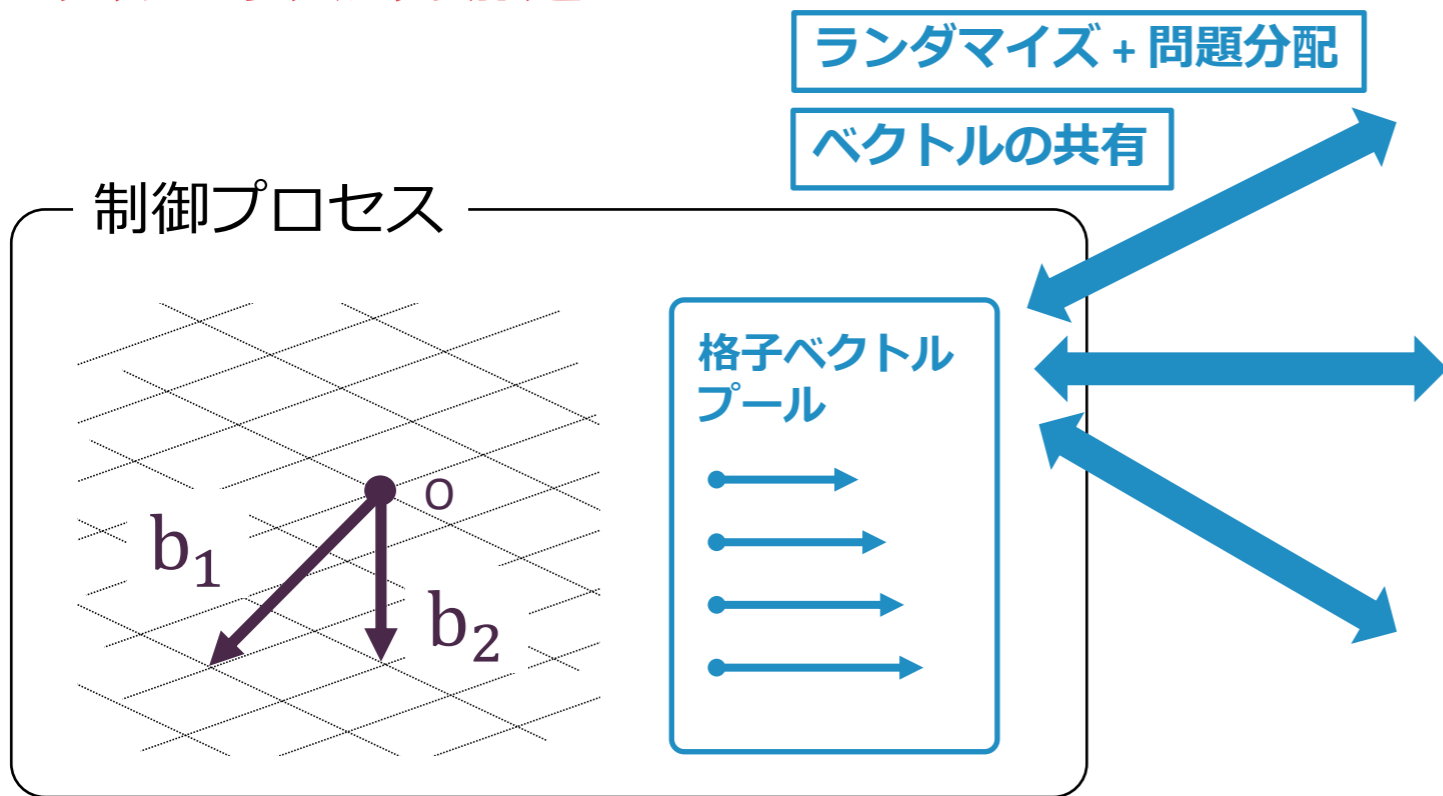 ランダマイズ + 問題分配
ベクトルの共有
制御プロセス
格子ベクトル
プール
O
b₁
b₂